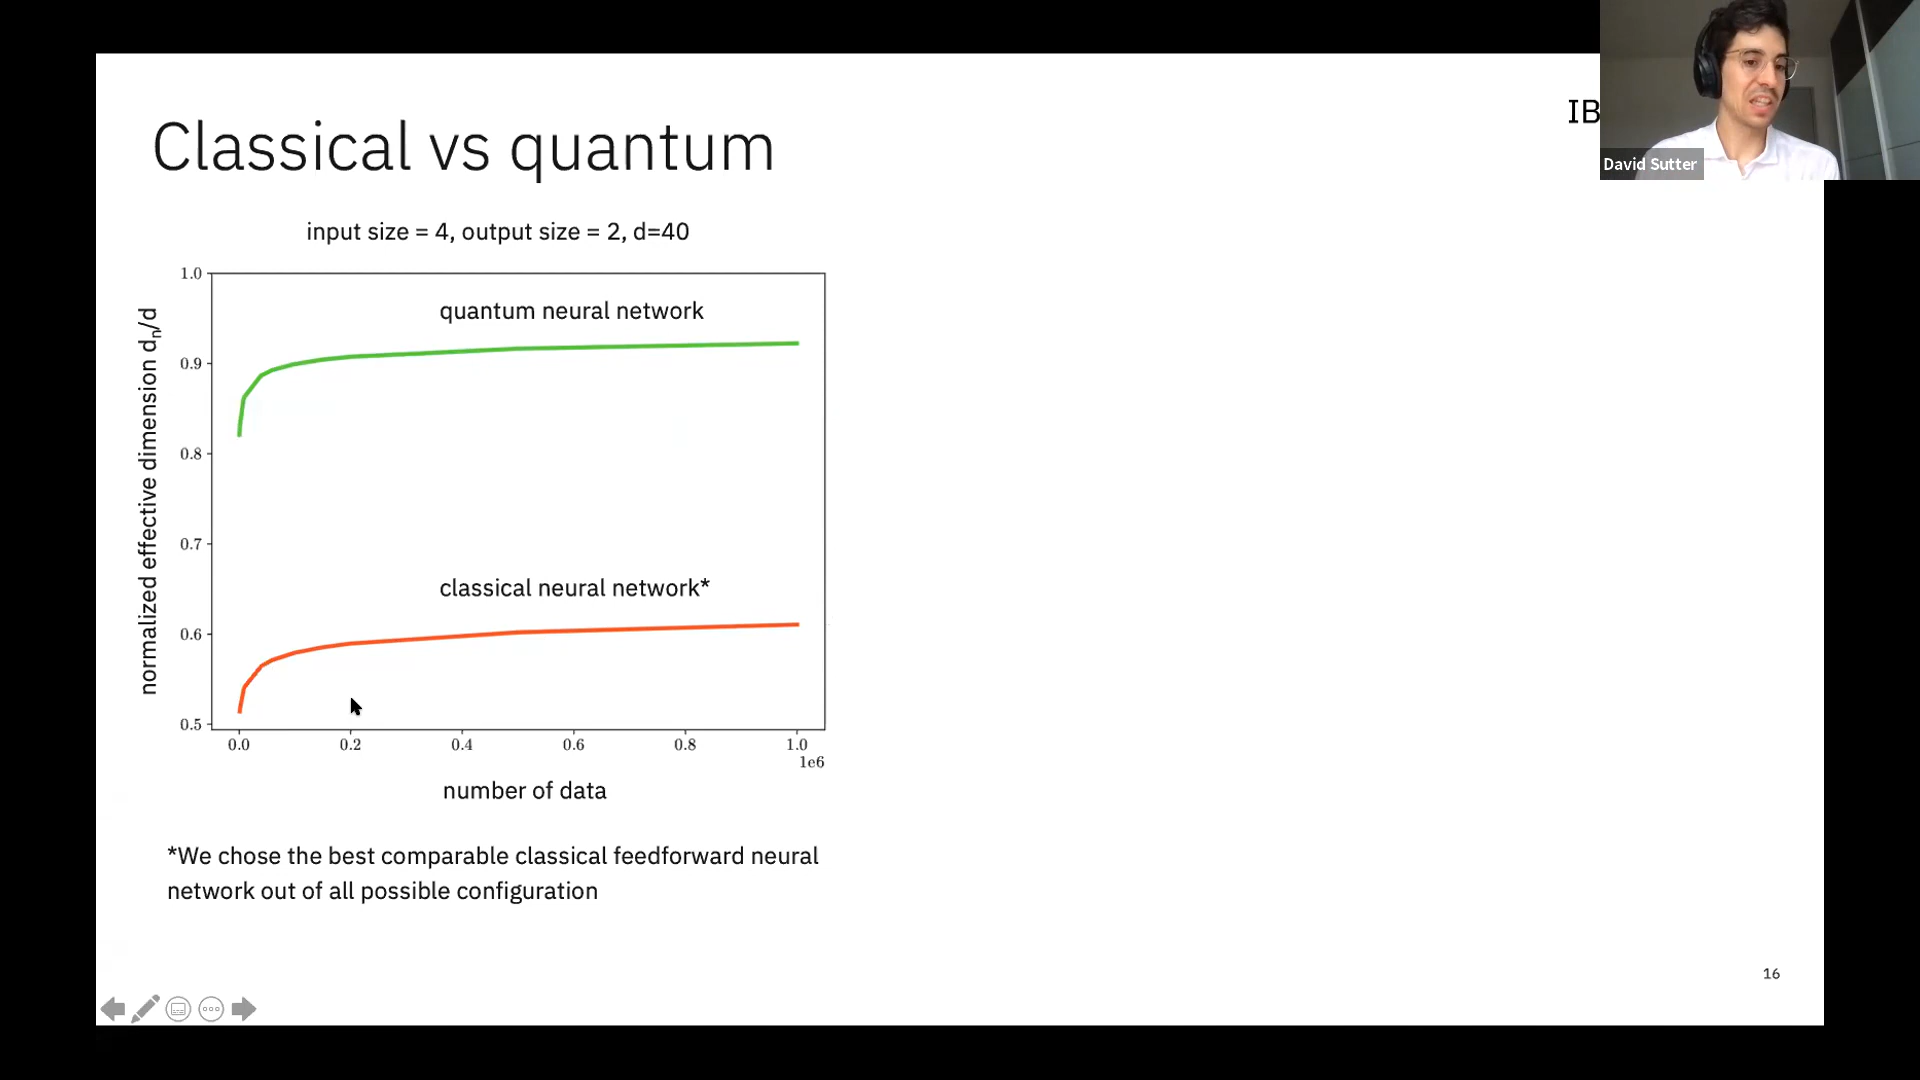 Classical vs quantum
IB
David Sutter
input size = 4, output size = 2, d=40
normalized effective dimension dn/d
1.0
0.9
0.8
0.7
0.6
0.5
quantum neural network
classical neural network*
0.0 0.2 0.4 0.6 0.8 1.0
1e6
number of data
*We chose the best comparable classical feedforward neural
network out of all possible configuration
16